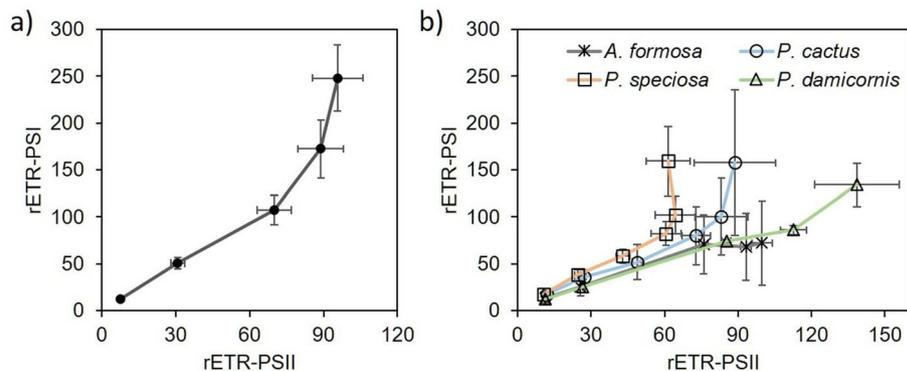 a)
300
250
200
150
100
50
0
rETR-PSI
0 30 60 90 120
rETR-PSII
b)
300
250
200
150
100
50
0
rETR-PSI
A. formosa P. cactus
P. speciosa P. damicornis
0 30 60 90 120 150
rETR-PSII